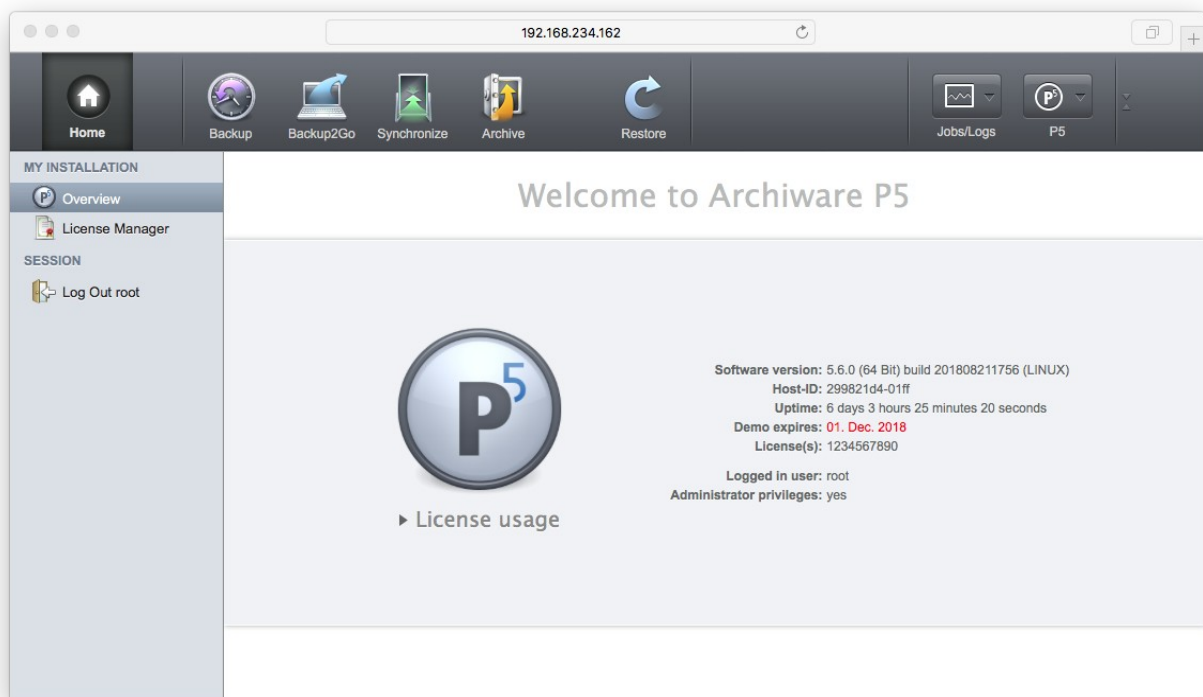 192.168.234.162
Home
Backup
Backup2Go
Synchronize
Archive
Restore
Jobs/Logs
P5
P5
MY INSTALLATION
P5 Overview
License Manager
SESSION
Log Out root
Welcome to Archiware P5
P5
License usage
Software version: 5.6.0 (64 Bit) build 201808211756 (LINUX)
Host-ID: 299821d4-01ff
Uptime: 6 days 3 hours 25 minutes 20 seconds
Demo expires: 01. Dec. 2018
License(s): 1234567890
Logged in user: root
Administrator privileges: yes